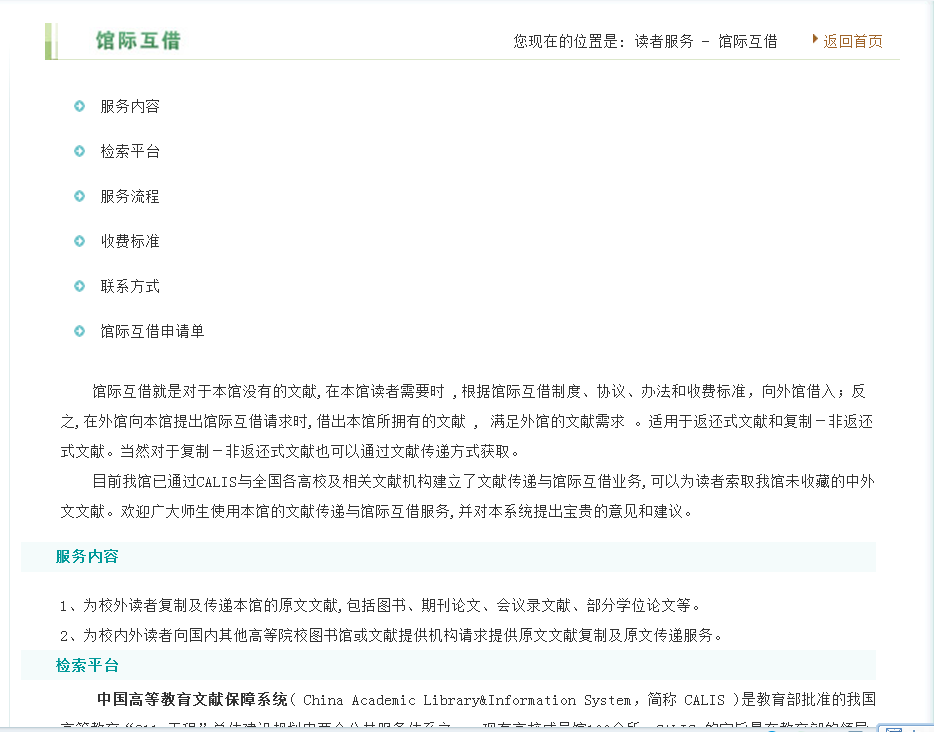 馆际互借
您现在的位置是: 读者服务 - 馆际互借 返回首页
服务内容
检索平台
服务流程
收费标准
联系方式
馆际互借申请单
馆际互借就是对于本馆没有的文献,在本馆读者需要时 ,根据馆际互借制度、协议、办法和收费标准，向外馆借入；反
之,在外馆向本馆提出馆际互借请求时,借出本馆所拥有的文献 ， 满足外馆的文献需求 。适用于返还式文献和复制－非返还
式文献。当然对于复制－非返还式文献也可以通过文献传递方式获取。
目前我馆已通过CALIS与全国各高校及相关文献机构建立了文献传递与馆际互借业务,可以为读者索取我馆未收藏的中外
文文献。欢迎广大师生使用本馆的文献传递与馆际互借服务,并对本系统提出宝贵的意见和建议。
服务内容
1、为校外读者复制及传递本馆的原文文献,包括图书、期刊论文、会议录文献、部分学位论文等。
2、为校内外读者向国内其他高等院校图书馆或文献提供机构请求提供原文文献复制及原文传递服务。
检索平台
中国高等教育文献保障系统( China Academic Library&Information System，简称 CALIS )是教育部批准的我国